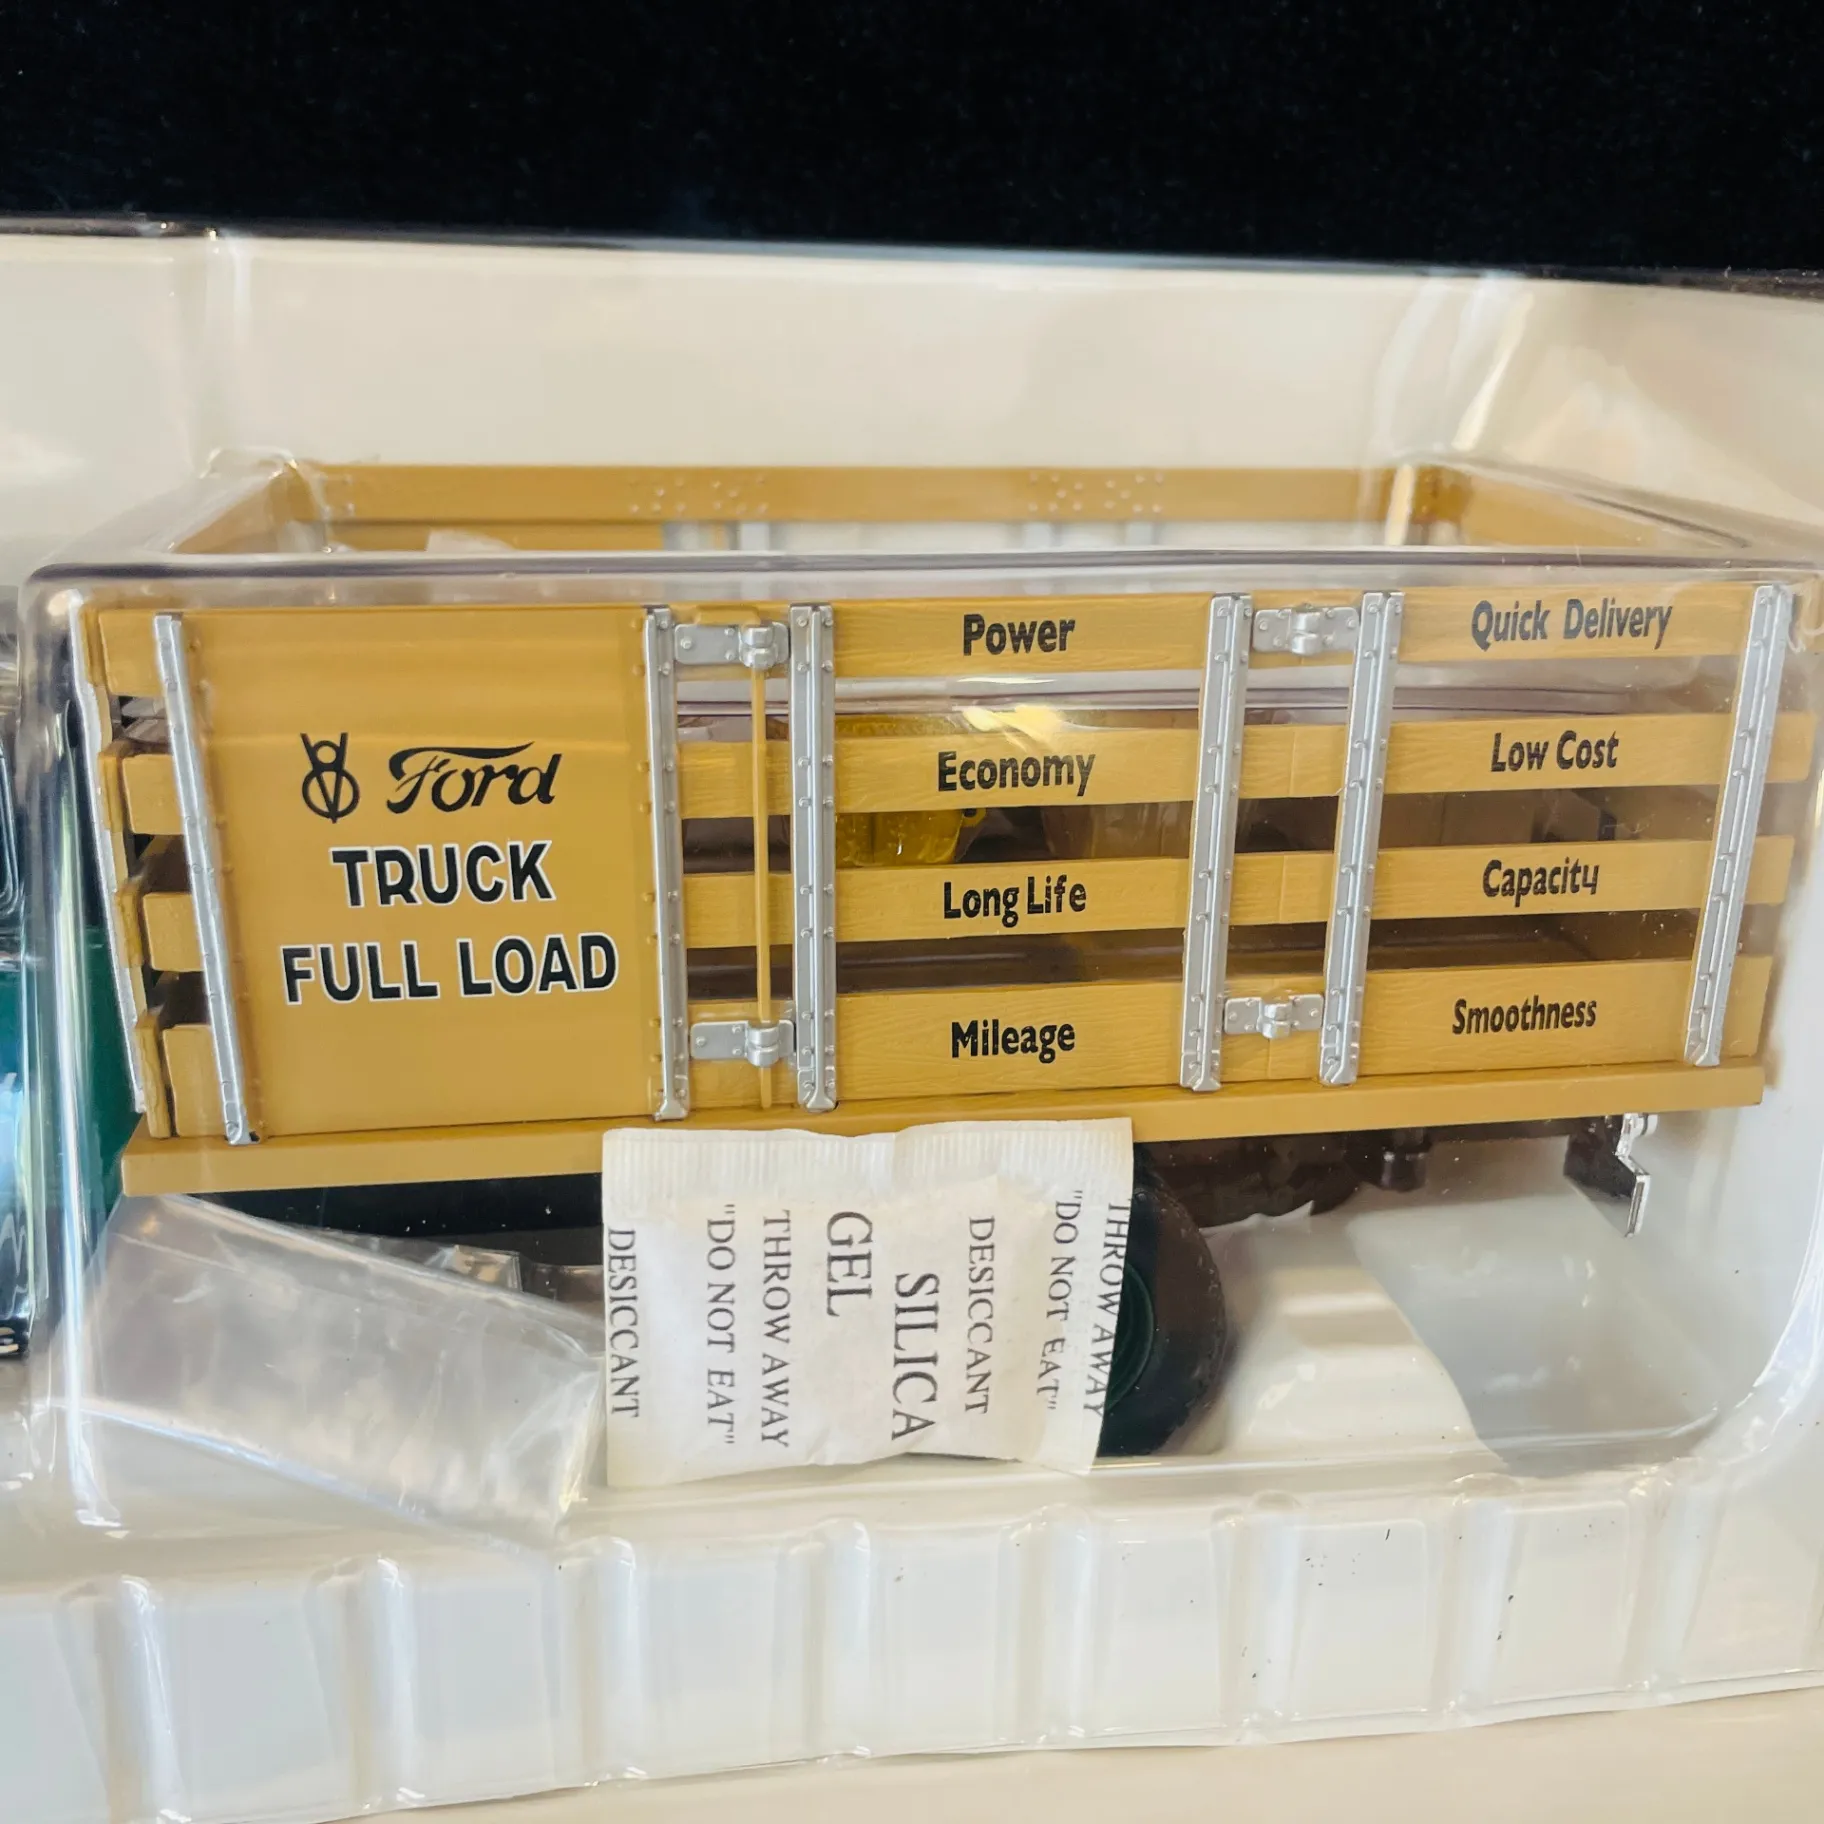 V8 Ford
TRUCK
FULL LOAD
Power
Economy
Long Life
Mileage
Quick Delivery
Low Cost
Capacity
Smoothness
THROW AWAY
"DO NOT EAT"
DESICCANT
SILICA
GEL
THROW AWAY
"DO NOT EAT"
DESICCANT